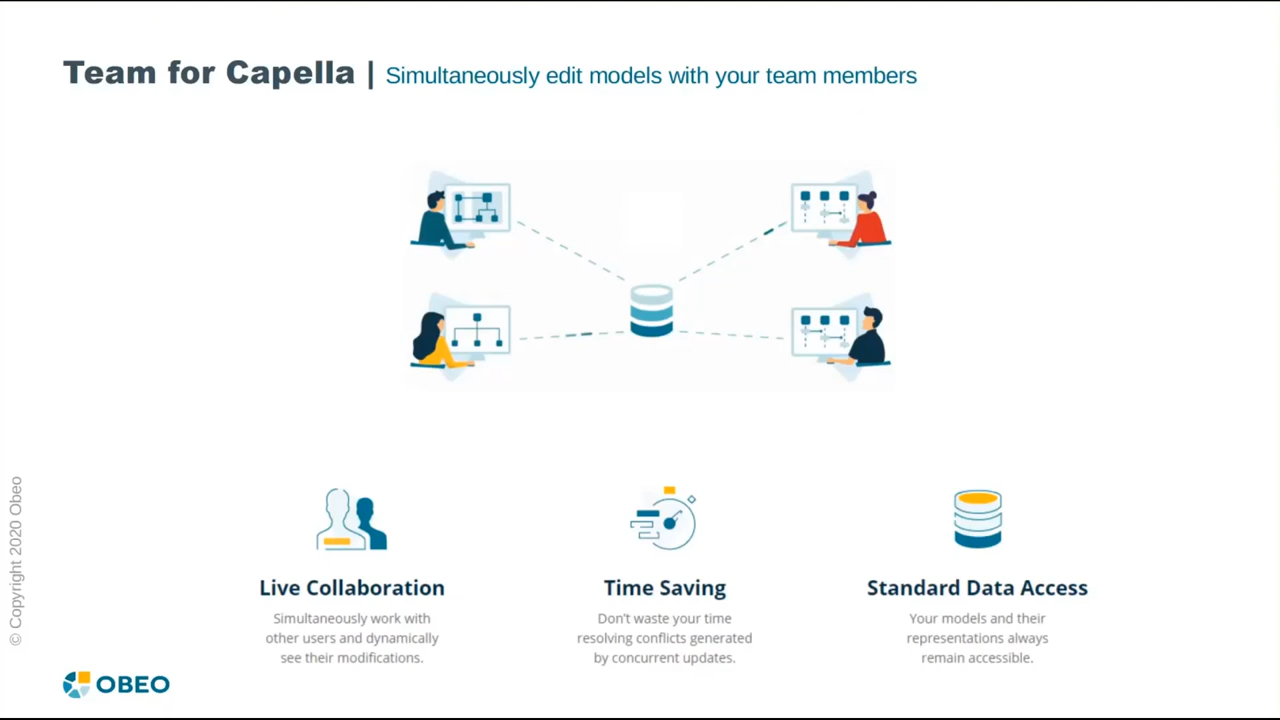 Team for Capella | Simultaneously edit models with your team members
Live Collaboration
Simultaneously work with
other users and dynamically
see their modifications.
Time Saving
Don't waste your time
resolving conflicts generated
by concurrent updates.
Standard Data Access
Your models and their
representations always
remain accessible.
© Copyright 2020 Obeo
OBEO